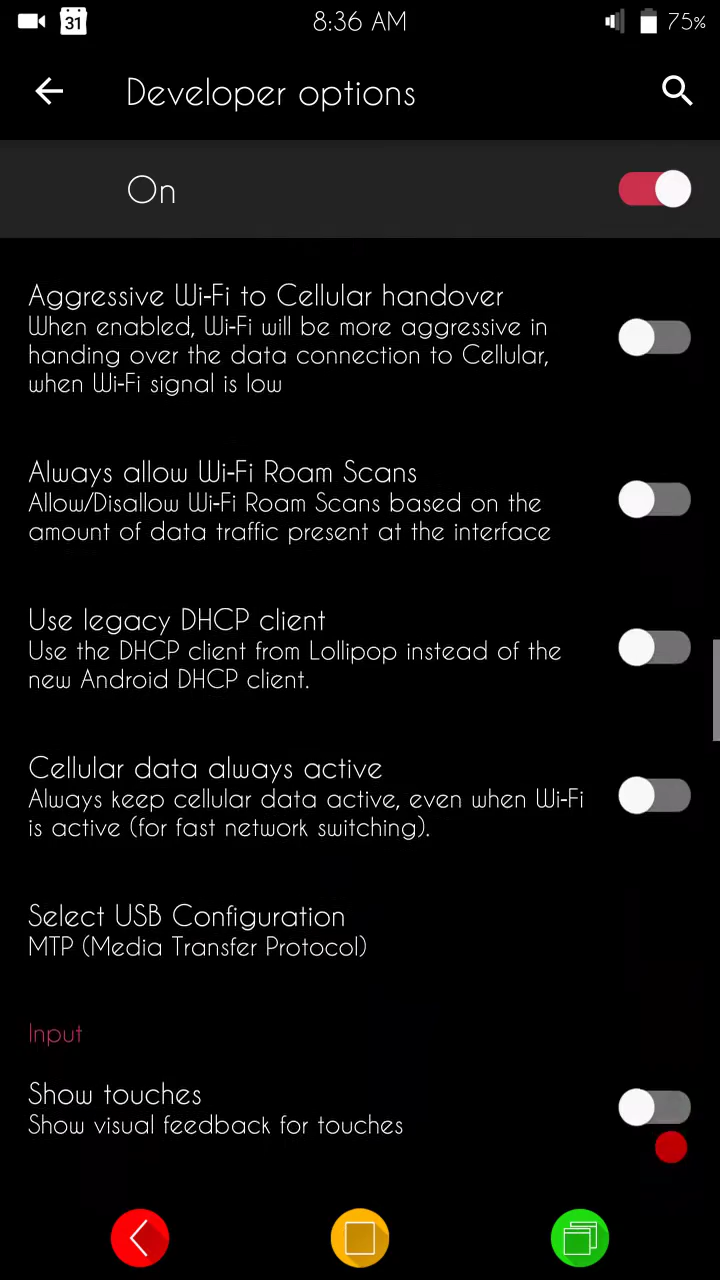 31
8:36 AM
75%
Developer options
On
Aggressive Wi-Fi to Cellular handover
When enabled, Wi-Fi will be more aggressive in
handing over the data connection to Cellular,
when Wi-Fi signal is low
Always allow Wi-Fi Roam Scans
Allow/Disallow Wi-Fi Roam Scans based on the
amount of data traffic present at the interface
Use legacy DHCP client
Use the DHCP client from Lollipop instead of the
new Android DHCP client.
Cellular data always active
Always keep cellular data active, even when Wi-Fi
is active (for fast network switching).
Select USB Configuration
MTP (Media Transfer Protocol)
Input
Show touches
Show visual feedback for touches